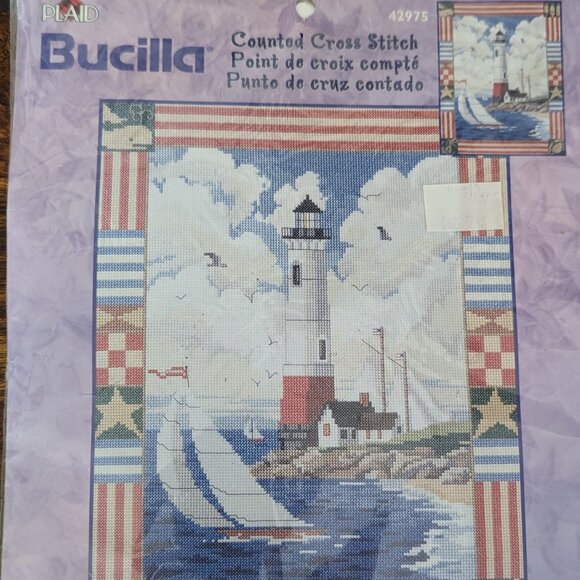 PLAID
42975
Bucilla®
Counted Cross Stitch
Point de croix compté
Punto de cruz contado